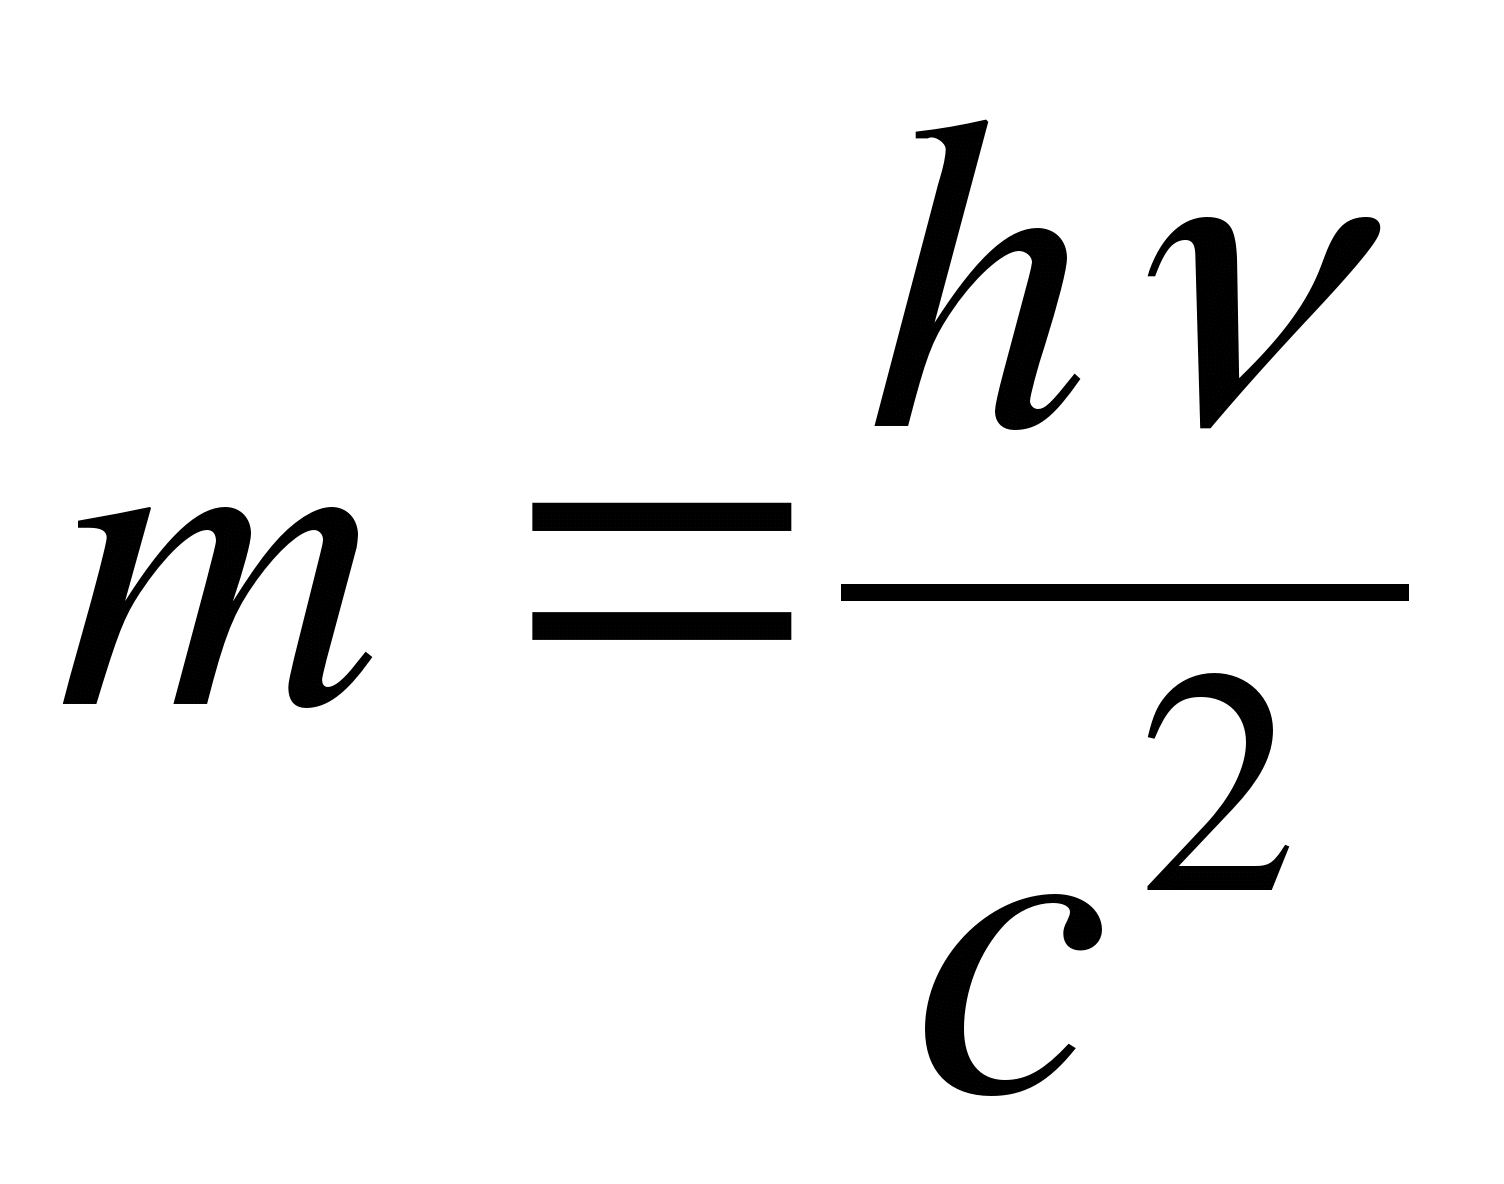 m = hν / c²